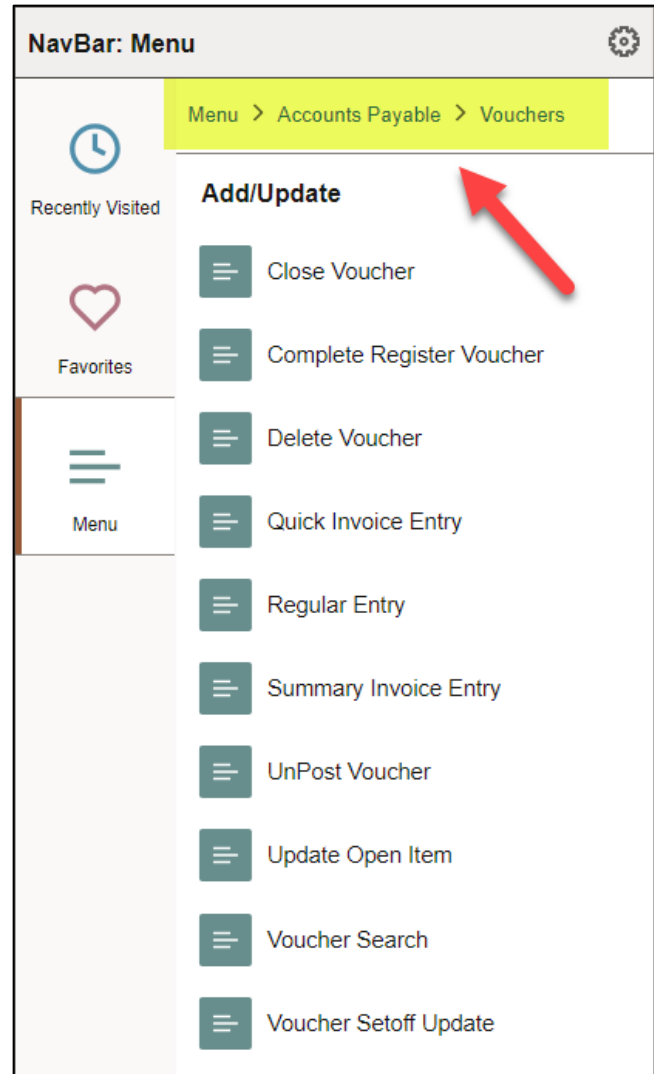 NavBar: Menu
Menu > Accounts Payable > Vouchers
Recently Visited
Favorites
Menu
Add/Update
Close Voucher
Complete Register Voucher
Delete Voucher
Quick Invoice Entry
Regular Entry
Summary Invoice Entry
UnPost Voucher
Update Open Item
Voucher Search
Voucher Setoff Update